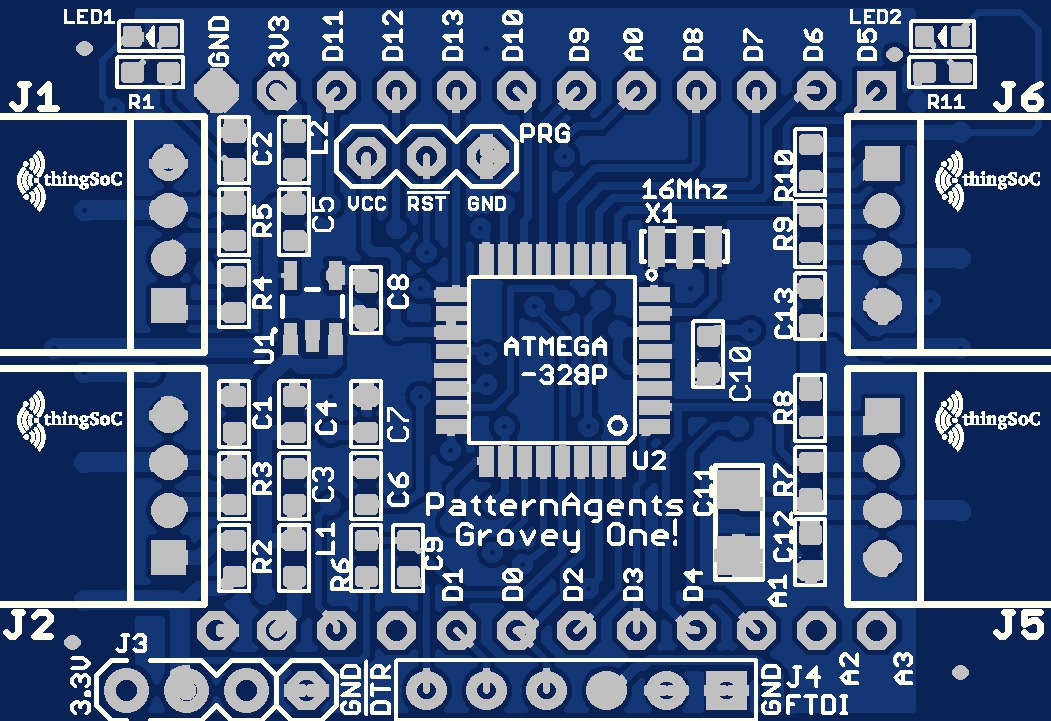 LED1
LED2
GND
3V3
D11
D12
D13
D10
D9
A0
D8
D7
D6
D5
R1
R11
J1
J6
C2
L2
PRG
VCC
RST
GND
16Mhz
X1
R10
R9
C13
thingSoC
thingSoC
R5
C5
R4
U1
C8
ATMEGA
-328P
C10
C1
C4
C7
R8
thingSoC
thingSoC
U2
R3
C3
C6
C11
R7
PatternAgents
Grovey One!
C12
R2
L1
R6
C9
D1
D0
D2
D3
D4
A1
J2
J5
J3
3.3V
GND
DTR
GND
J4
FTDI
A2
A3